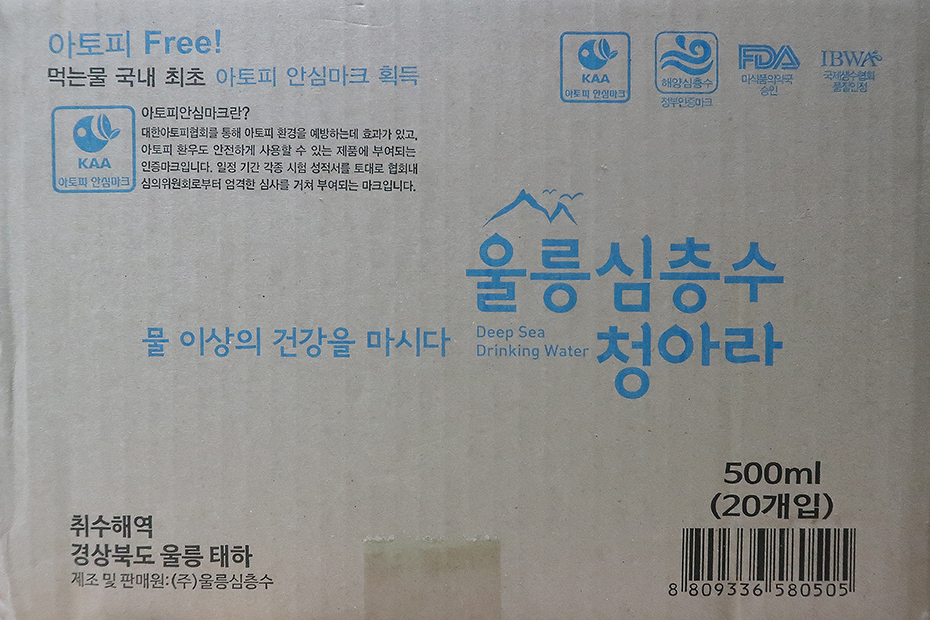 아토피 Free!
먹는물 국내 최초 아토피 안심마크 획득
KAA
아토피 안심마크
아토피안심마크란?
대한아토피협회를 통해 아토피 환경을 예방하는데 효과가 있고,
아토피 환우도 안전하게 사용할 수 있는 제품에 부여되는
인증마크입니다. 일정 기간 각종 시험 성적서를 토대로 협회내
심의위원회로부터 엄격한 심사를 거쳐 부여되는 마크입니다.
KAA
아토피 안심마크
해양심층수
정부인증마크
FDA
미식품의약국
승인
IBWA
국제생수협회
품질인정
울릉심층수
물 이상의 건강을 마시다
Deep Sea
Drinking Water
청아라
500ml
(20개입)
취수해역
경상북도 울릉 태하
제조 및 판매원:(주)울릉심층수
8 809336 580505